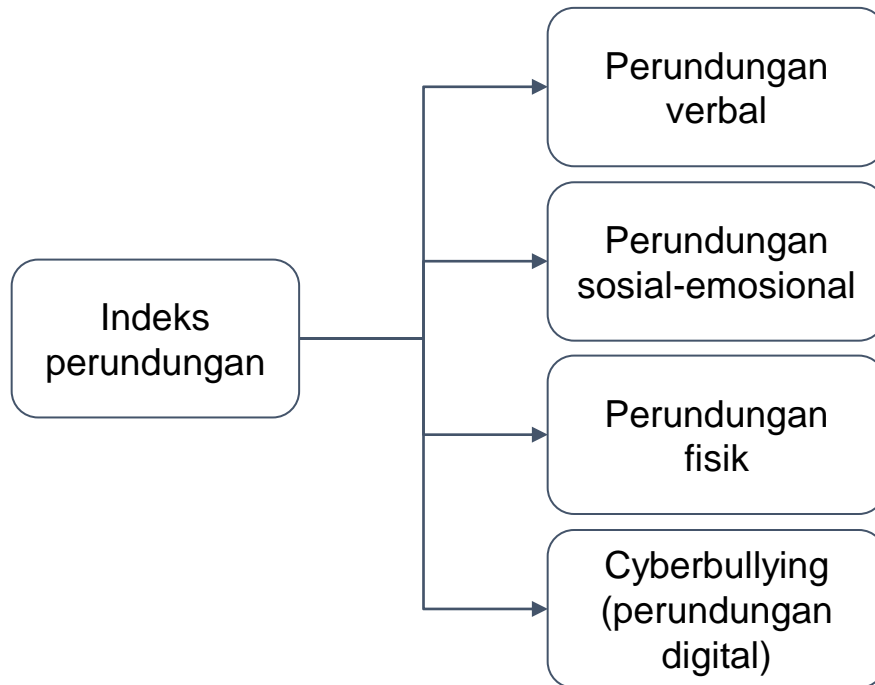 Perundungan
verbal
Perundungan
sosial-emosional
Indeks
perundungan
Perundungan
fisik
Cyberbullying
(perundungan
digital)